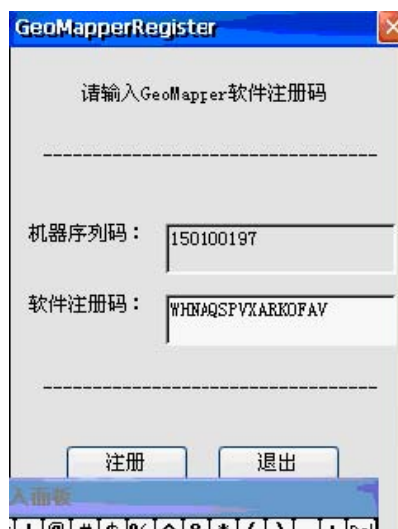 GeoMapperRegister
请输入GeoMapper软件注册码
机器序列码： 150100197
软件注册码： WHNAQSPVXARKOFAV
注册 退出
入面板
! @ # $ % ^ & * ( ) _ + Del